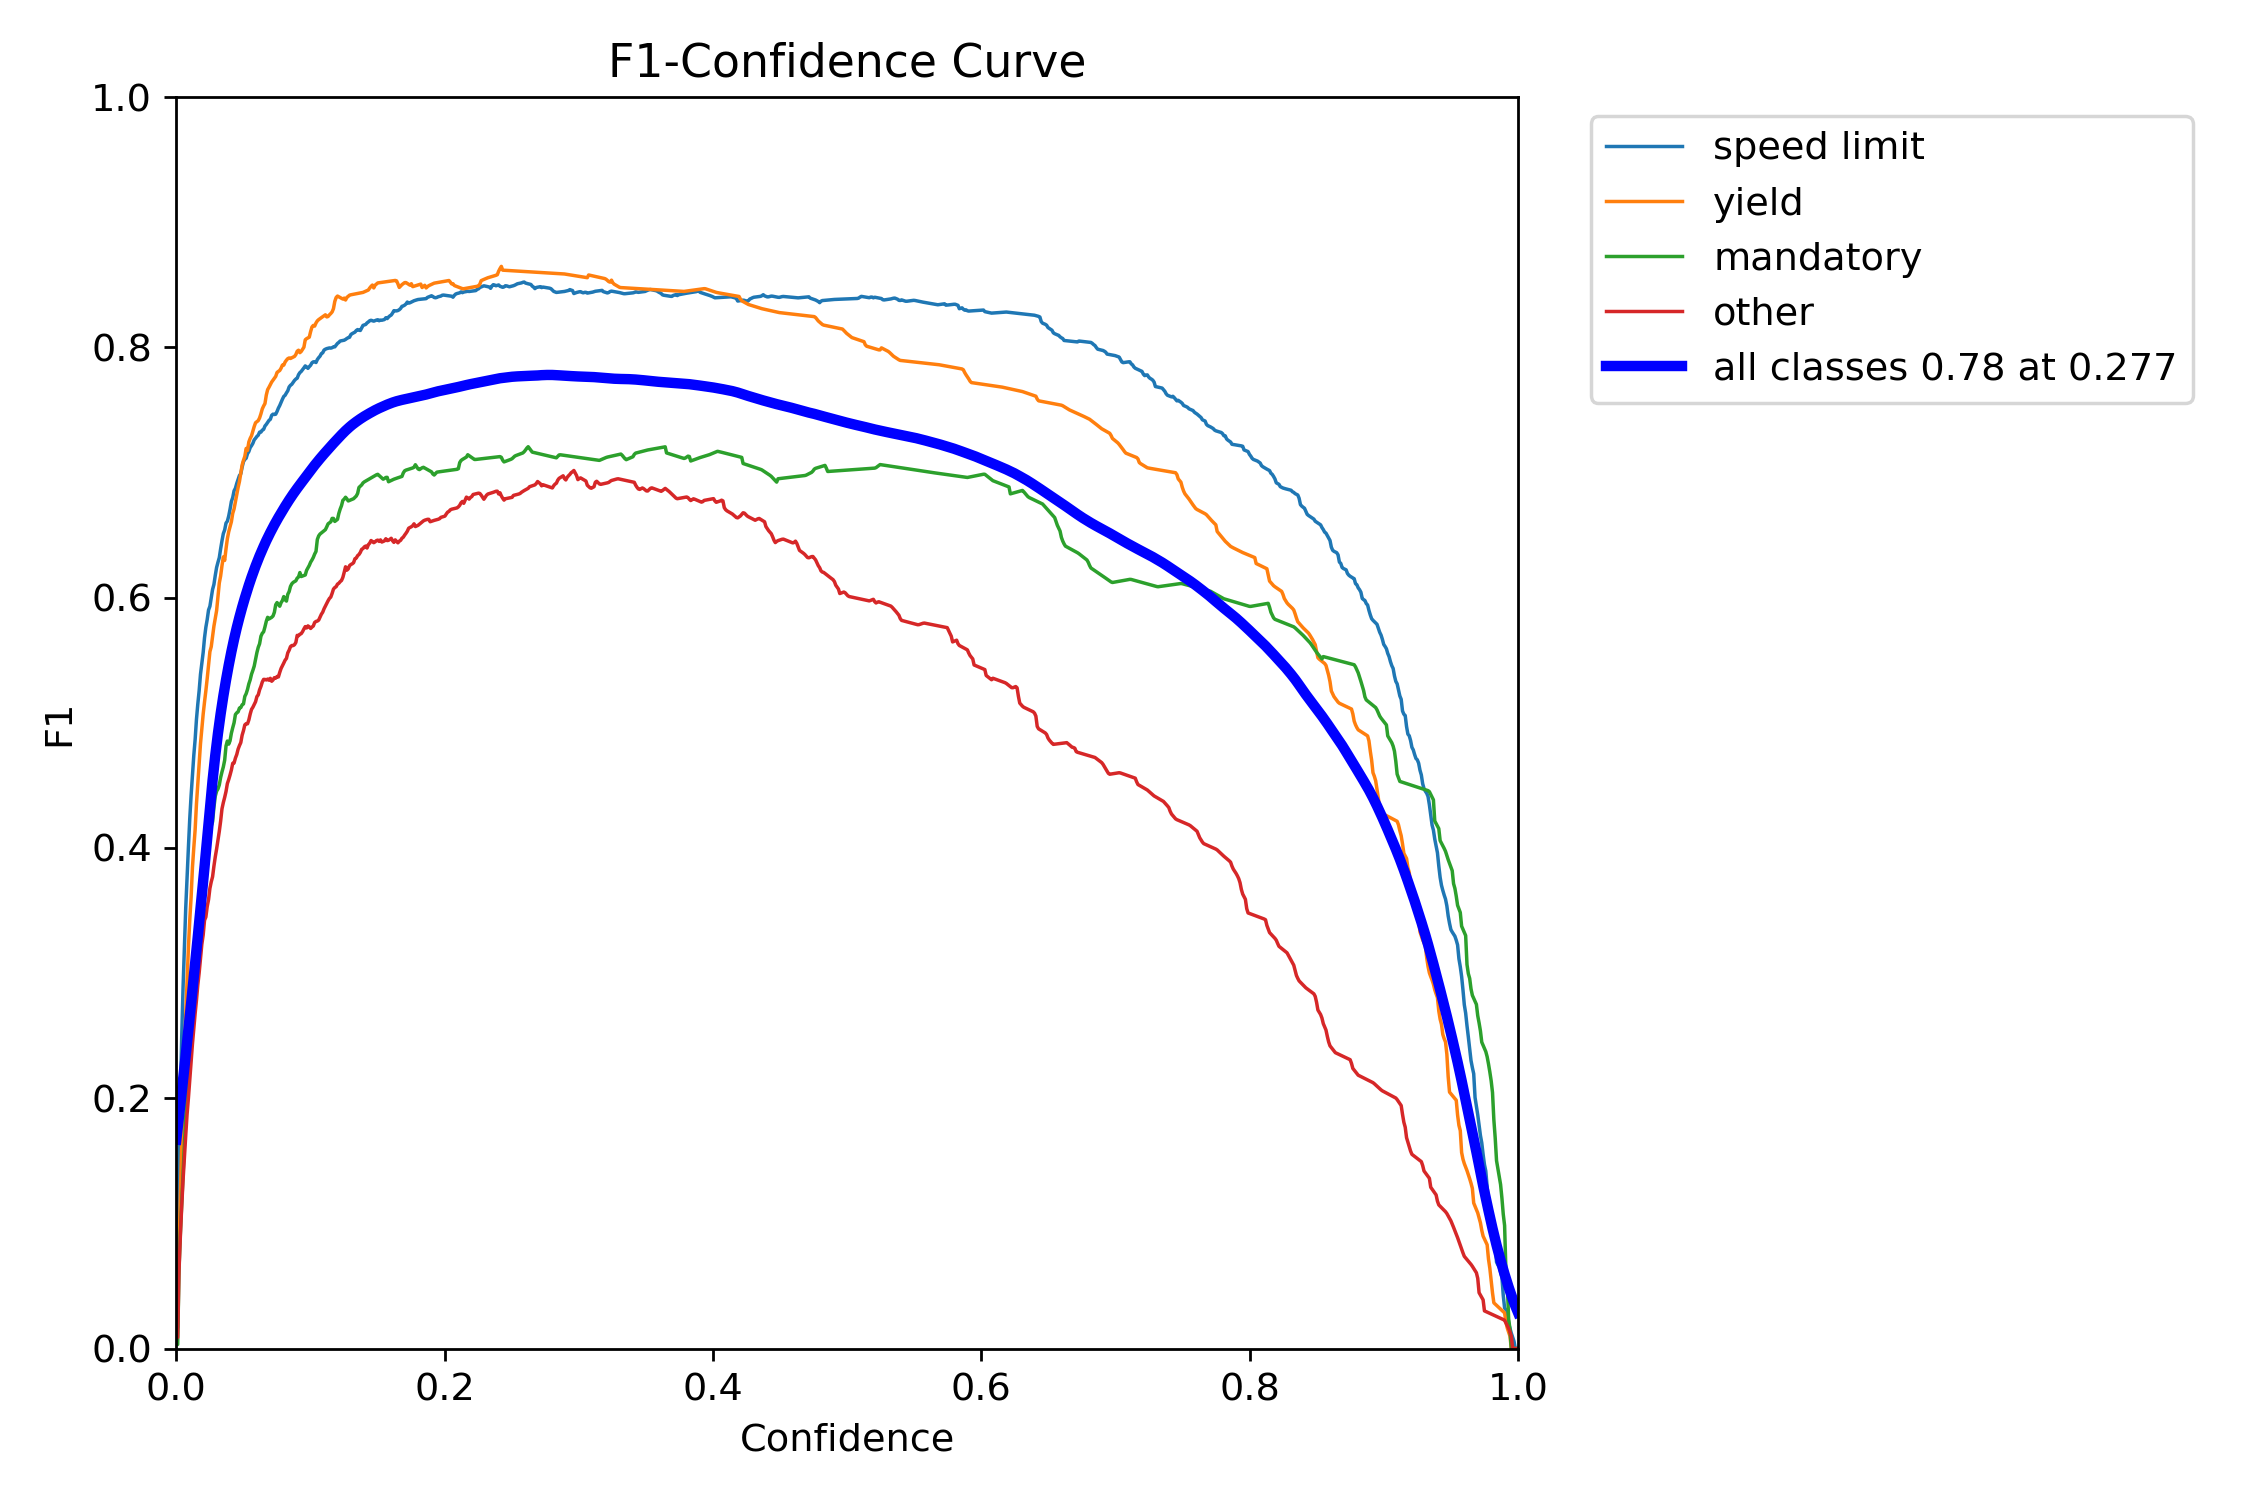 F1-Confidence Curve
1.0
0.8
0.6
0.4
0.2
0.0
F1
0.0 0.2 0.4 0.6 0.8 1.0
Confidence
speed limit
yield
mandatory
other
all classes 0.78 at 0.277